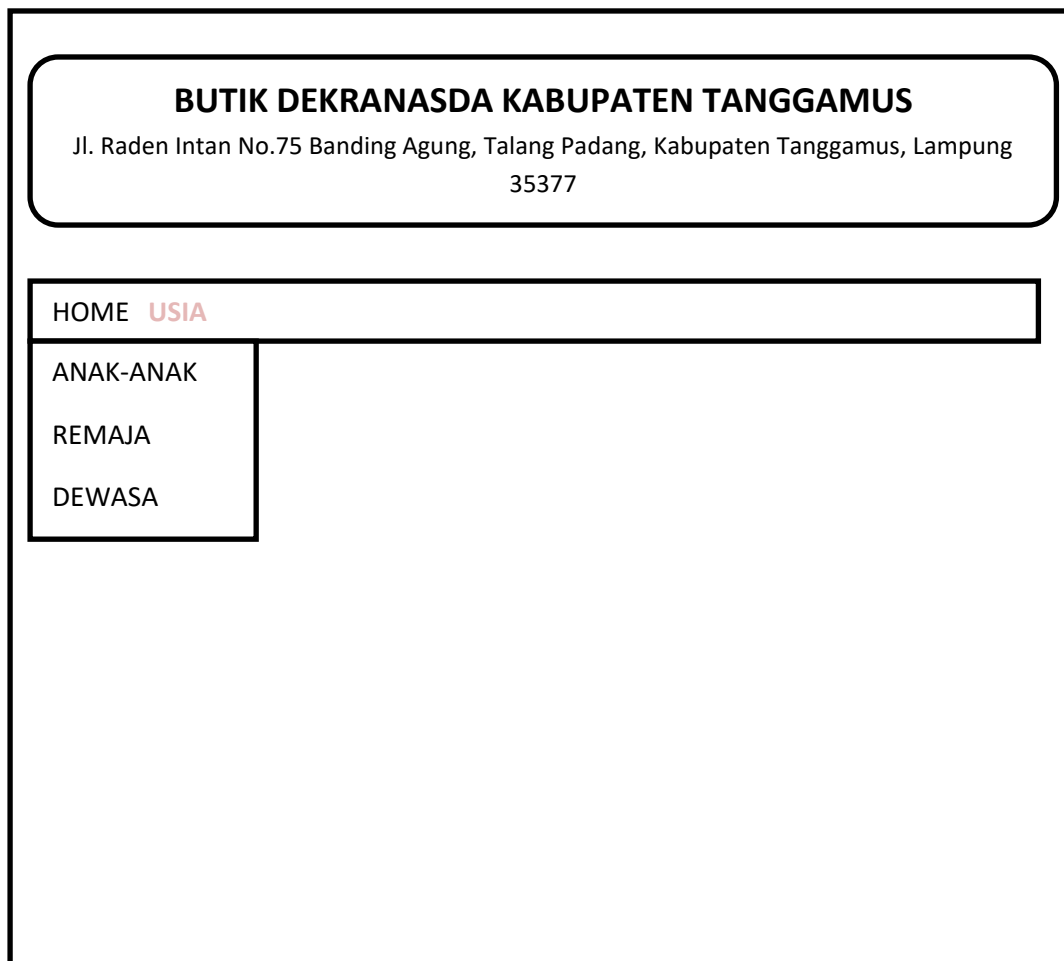 BUTIK DEKRANASDA KABUPATEN TANGGAMUS
Jl. Raden Intan No.75 Banding Agung, Talang Padang, Kabupaten Tanggamus, Lampung
35377
HOME USIA
ANAK-ANAK
REMAJA
DEWASA